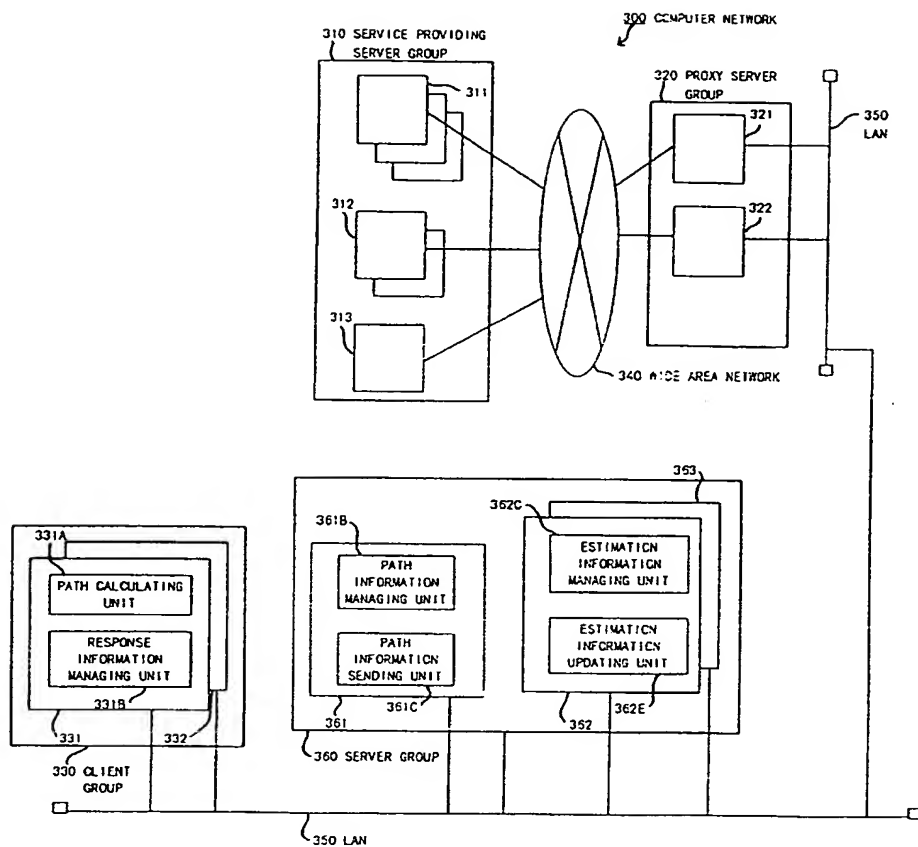 300 COMPUTER NETWORK
310 SERVICE PROVIDING
SERVER GROUP
311
312
313
320 PROXY SERVER
GROUP
321
322
350
LAN
340 WIDE AREA NETWORK
363
362C
361B
331A
PATH CALCULATING
UNIT
RESPONSE
INFORMATION
MANAGING UNIT
331B
331
332
330 CLIENT
GROUP
PATH
INFORMATION
MANAGING UNIT
PATH
INFORMATION
SENDING UNIT
361
361C
ESTIMATION
INFORMATION
MANAGING UNIT
ESTIMATION
INFORMATION
UPDATING UNIT
362
362E
360 SERVER GROUP
350 LAN